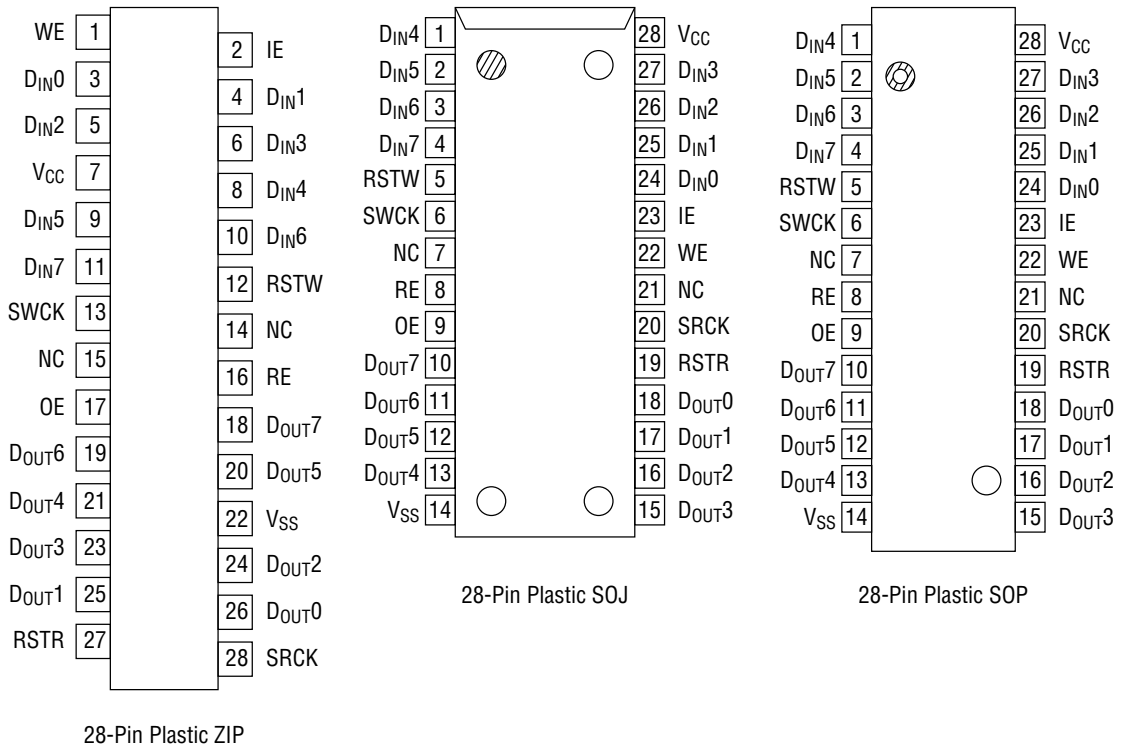 WE 1
2 IE
DIN0 3
4 DIN1
DIN2 5
6 DIN3
VCC 7
8 DIN4
DIN5 9
10 DIN6
DIN7 11
12 RSTW
SWCK 13
14 NC
NC 15
16 RE
OE 17
18 DOUT7
DOUT6 19
20 DOUT5
DOUT4 21
22 VSS
DOUT3 23
24 DOUT2
DOUT1 25
26 DOUT0
RSTR 27
28 SRCK
28-Pin Plastic ZIP
DIN4 1 28 VCC
DIN5 2 27 DIN3
DIN6 3 26 DIN2
DIN7 4 25 DIN1
RSTW 5 24 DIN0
SWCK 6 23 IE
NC 7 22 WE
RE 8 21 NC
OE 9 20 SRCK
DOUT7 10 19 RSTR
DOUT6 11 18 DOUT0
DOUT5 12 17 DOUT1
DOUT4 13 16 DOUT2
VSS 14 15 DOUT3
28-Pin Plastic SOJ
DIN4 1 28 VCC
DIN5 2 27 DIN3
DIN6 3 26 DIN2
DIN7 4 25 DIN1
RSTW 5 24 DIN0
SWCK 6 23 IE
NC 7 22 WE
RE 8 21 NC
OE 9 20 SRCK
DOUT7 10 19 RSTR
DOUT6 11 18 DOUT0
DOUT5 12 17 DOUT1
DOUT4 13 16 DOUT2
VSS 14 15 DOUT3
28-Pin Plastic SOP